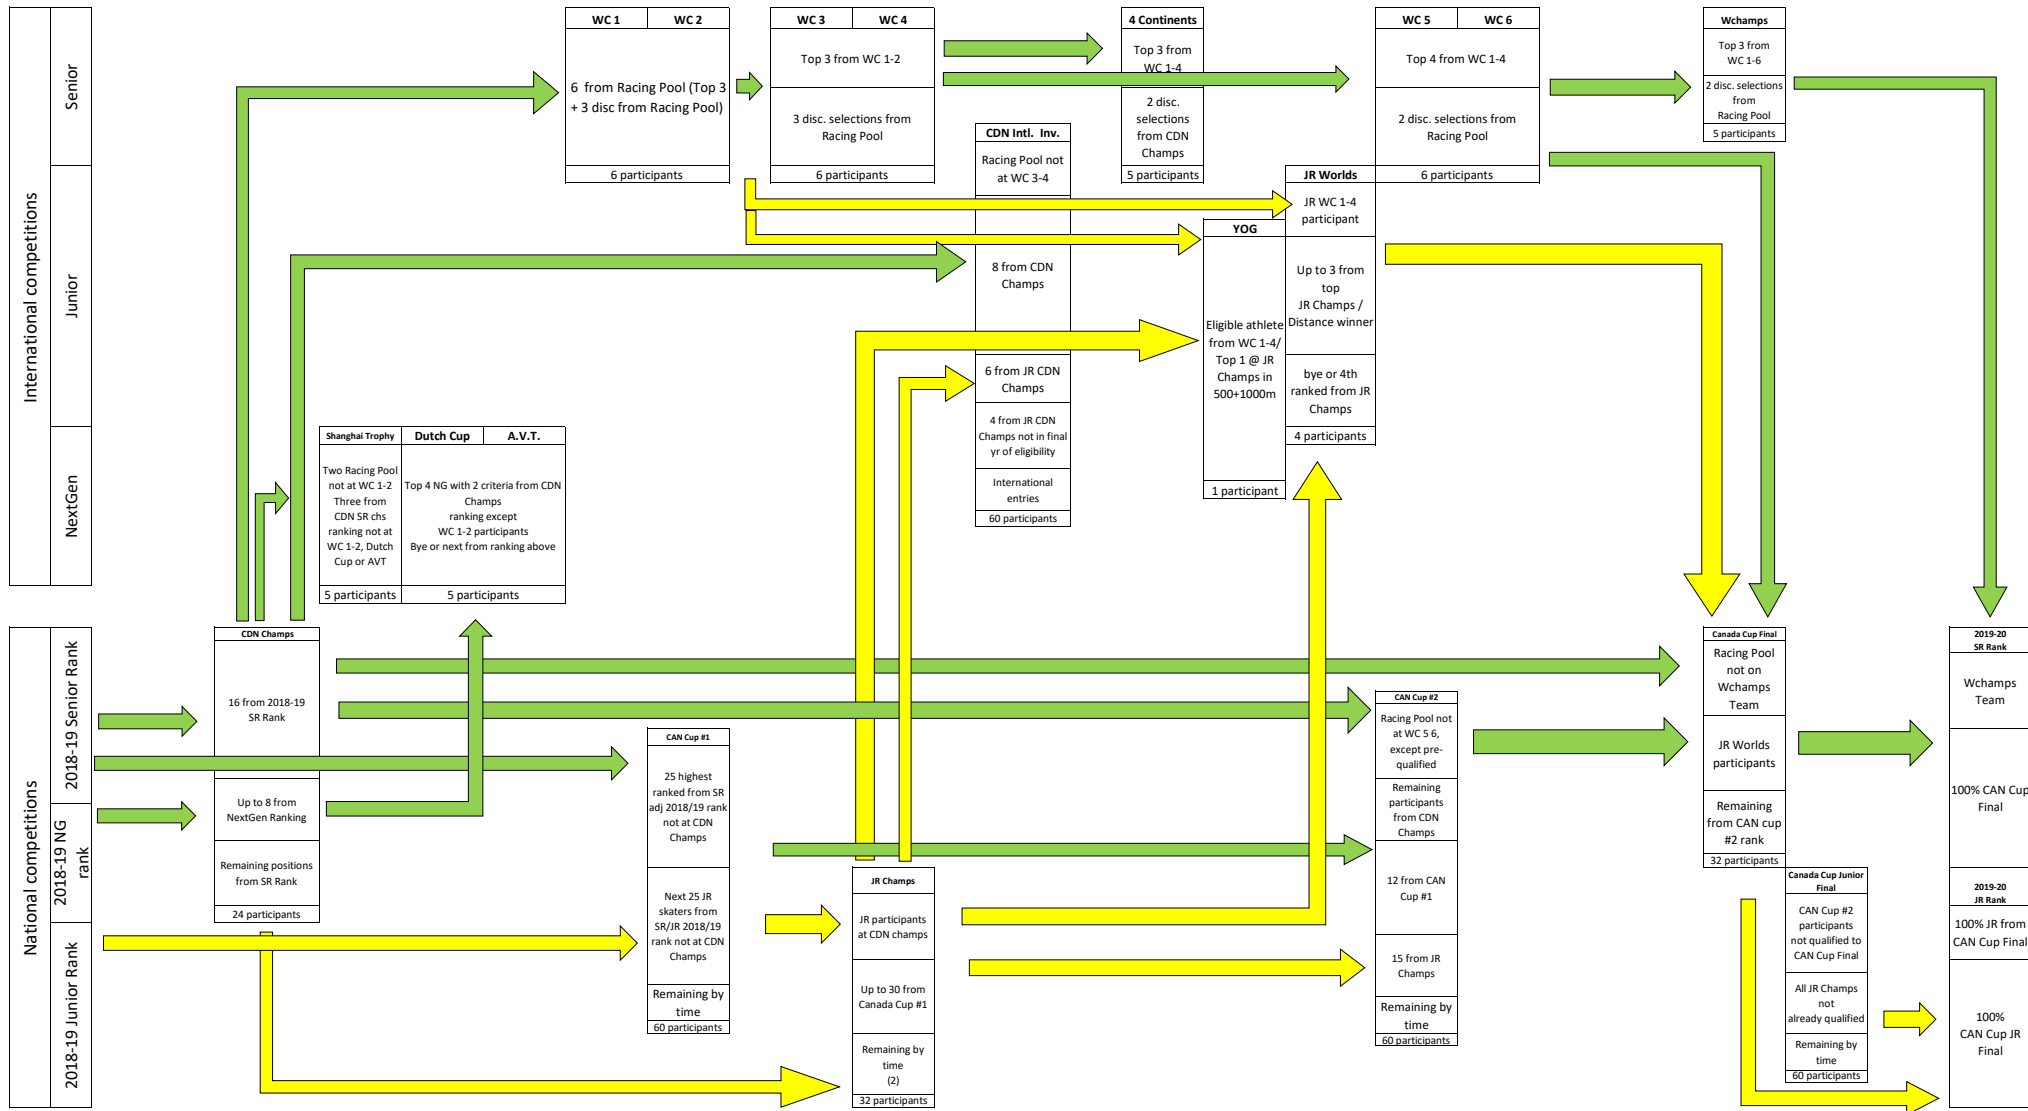 International competitions
Senior
Junior
NextGen
WC 1
WC 2
6 from Racing Pool (Top 3
+ 3 disc from Racing Pool)
6 participants
WC 3
WC 4
Top 3 from WC 1-2
3 disc. selections from
Racing Pool
6 participants
4 Continents
Top 3 from
WC 1-4
2 disc.
selections
from CDN
Champs
5 participants
WC 5
WC 6
Top 4 from WC 1-4
2 disc. selections from
Racing Pool
6 participants
Wchamps
Top 3 from
WC 1-6
2 disc. selections
from
Racing Pool
5 participants
CDN Intl.  Inv.
Racing Pool not
at WC 3-4
8 from CDN
Champs
6 from JR CDN
Champs
4 from JR CDN
Champs not in final
yr of eligibility
International
entries
60 participants
YOG
Eligible athlete
from WC 1-4/
Top 1 @ JR
Champs in
500+1000m
1 participant
JR Worlds
JR WC 1-4
participant
Up to 3 from
top
JR Champs /
Distance winner
bye or 4th
ranked from JR
Champs
4 participants
Shanghai Trophy
Two Racing Pool
not at WC 1-2
Three from
CDN SR chs
ranking not at
WC 1-2, Dutch
Cup or AVT
5 participants
Dutch Cup
A.V.T.
Top 4 NG with 2 criteria from CDN
Champs
ranking except
WC 1-2 participants
Bye or next from ranking above
5 participants
National competitions
2018-19 Senior Rank
2018-19 NG
rank
2018-19 Junior Rank
CDN Champs
16 from 2018-19
SR Rank
Up to 8 from
NextGen Ranking
Remaining positions
from SR Rank
24 participants
CAN Cup #1
25 highest
ranked from SR
adj 2018/19 rank
not at CDN
Champs
Next 25 JR
skaters from
SR/JR 2018/19
rank not at CDN
Champs
Remaining by
time
60 participants
JR Champs
JR participants
at CDN champs
Up to 30 from
Canada Cup #1
Remaining by
time
(2)
32 participants
CAN Cup #2
Racing Pool not
at WC 5 6,
except pre-
qualified
Remaining
participants
from CDN
Champs
12 from CAN
Cup #1
15 from JR
Champs
Remaining by
time
60 participants
Canada Cup Final
Racing Pool
not on
Wchamps
Team
JR Worlds
participants
Remaining
from CAN cup
#2 rank
32 participants
Canada Cup Junior
Final
CAN Cup #2
participants
not qualified to
CAN Cup Final
All JR Champs
not
already qualified
Remaining by
time
60 participants
2019-20
SR Rank
Wchamps
Team
100% CAN Cup
Final
2019-20
JR Rank
100% JR from
CAN Cup Final
100%
CAN Cup JR
Final